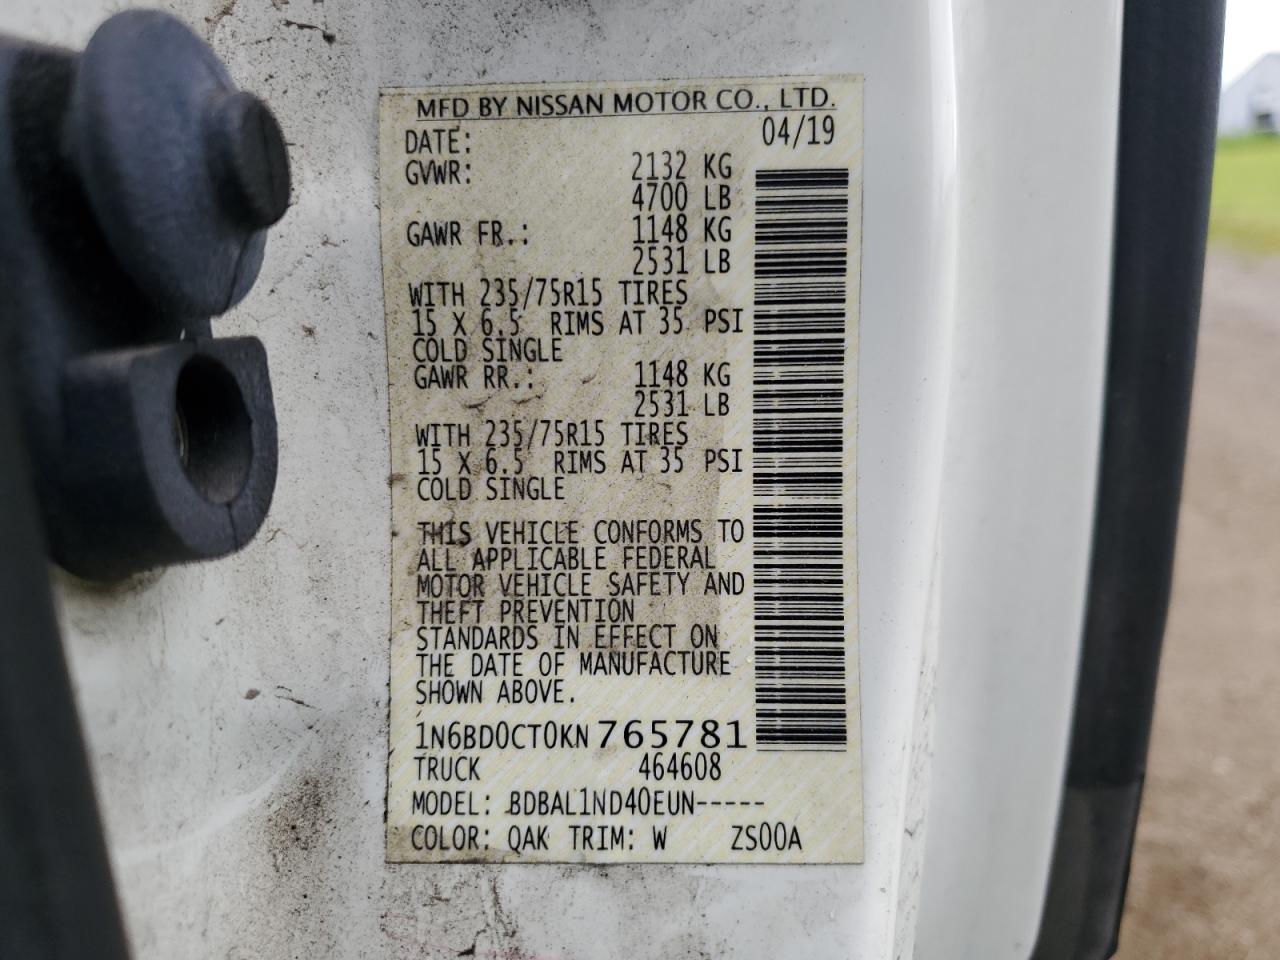 MFD BY NISSAN MOTOR CO., LTD.
DATE: 04/19
GVWR: 2132 KG
4700 LB
GAWR FR.: 1148 KG
2531 LB
WITH 235/75R15 TIRES
15 X 6.5 RIMS AT 35 PSI
COLD SINGLE
GAWR RR.: 1148 KG
2531 LB
WITH 235/75R15 TIRES
15 X 6.5 RIMS AT 35 PSI
COLD SINGLE
THIS VEHICLE CONFORMS TO
ALL APPLICABLE FEDERAL
MOTOR VEHICLE SAFETY AND
THEFT PREVENTION
STANDARDS IN EFFECT ON
THE DATE OF MANUFACTURE
SHOWN ABOVE.
1N6BD0CT0KN765781
TRUCK 464608
MODEL: BDBAL1ND40EUN-----
COLOR: QAK TRIM: W ZS00A